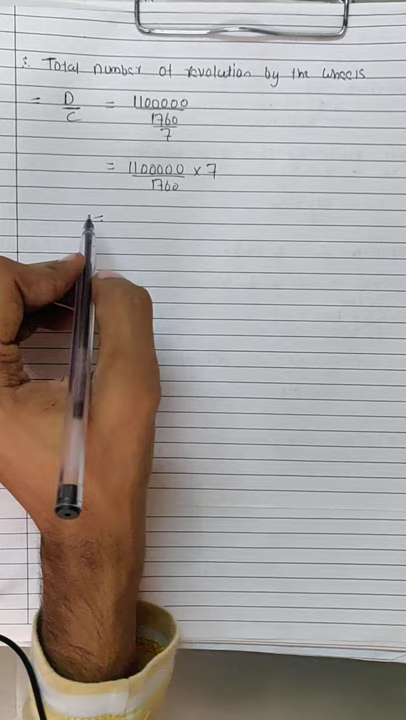 ∴ Total number of revolution by the wheels
= D/C = 1100000/(1760/7)
= 1100000/1760 × 7
=